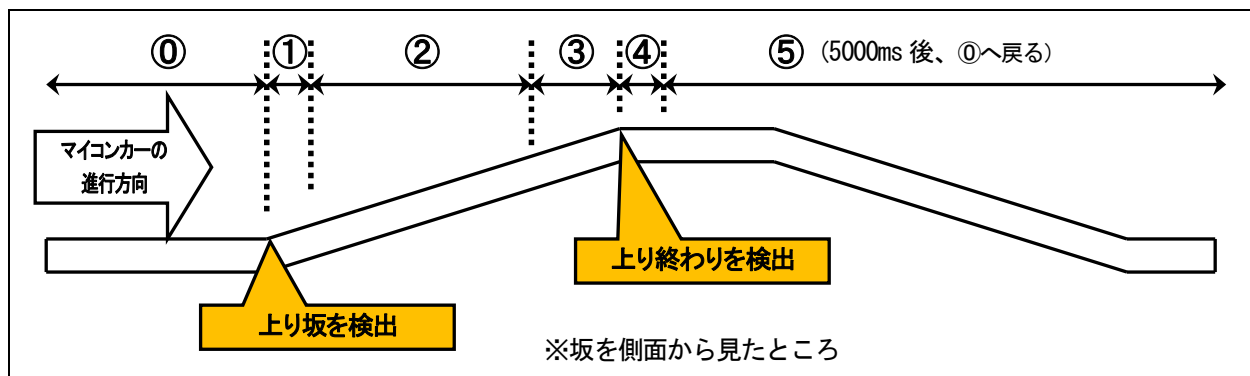 ⓪ ① ② ③ ④ ⑤ (5000ms 後、⓪へ戻る)
マイコンカーの
進行方向
上り終わりを検出
上り坂を検出
※坂を側面から見たところ